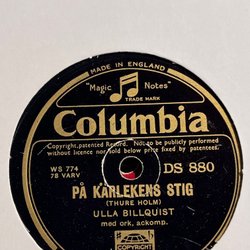 MADE IN ENGLAND
"Magic Notes"
TRADE MARK
Columbia
Copyright, patented Record. Not to be publicly performed
without licence nor sold below price fixed by patentees.
WS 774
78 VARV
DS 880
PÅ KÄRLEKENS STIG
(THURE HOLM)
ULLA BILLQUIST
med ork. ackomp.
COPYRIGHT